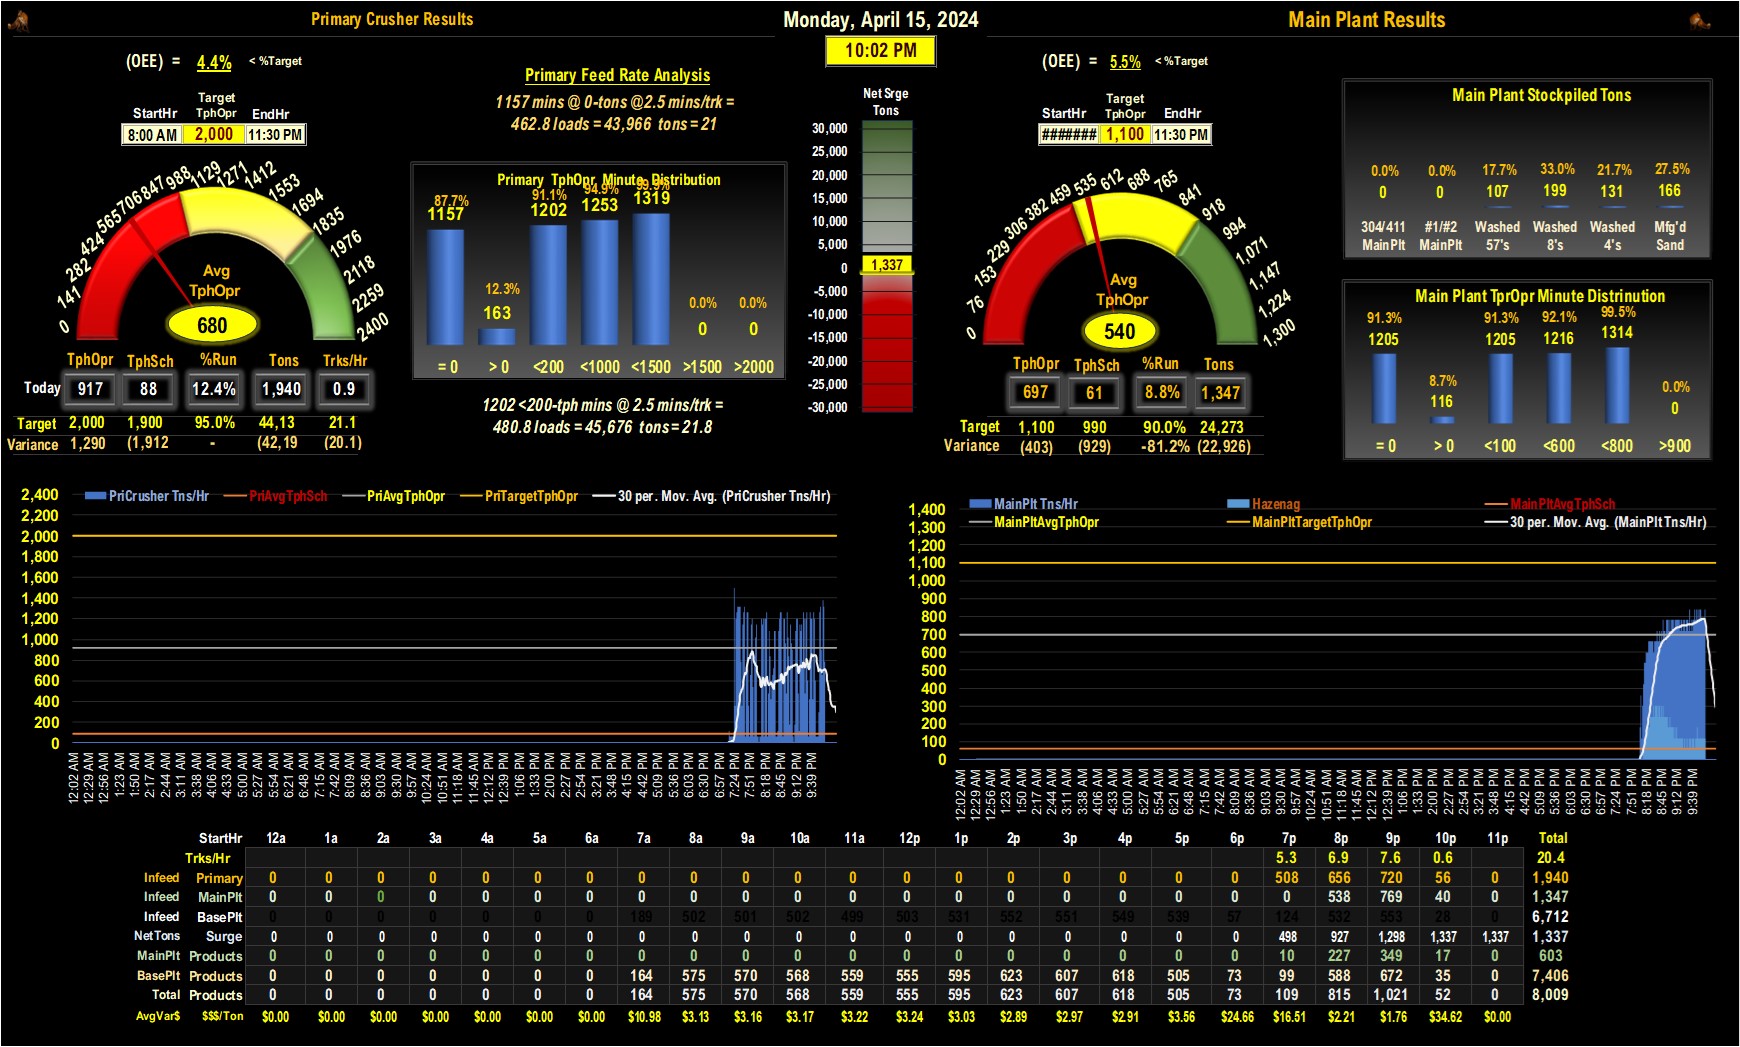 Primary Crusher Results
Monday, April 15, 2024
Main Plant Results
10:02 PM
(OEE) = 4.4% < %Target
Target
StartHr TphOpr EndHr
8:00 AM 2,000 11:30 PM
0 141 282 424 565 706 847 988 1129 1271 1412 1553 1694 1835 1976 2118 2259 2400
Avg
TphOpr
680
TphOpr TphSch %Run Tons Trks/Hr
Today 917 88 12.4% 1,940 0.9
Target 2,000 1,900 95.0% 44,13 21.1
Variance 1,290 (1,912 - (42,19 (20.1)
Primary Feed Rate Analysis
1157 mins @ 0-tons @2.5 mins/trk =
462.8 loads = 43,966 tons = 21
Primary TphOpr Minute Distribution
87.7% 12.3% 91.1% 94.9% 99.9% 0.0% 0.0%
1157 163 1202 1253 1319 0 0
= 0 > 0 <200 <1000 <1500 >1500 >2000
1202 <200-tph mins @ 2.5 mins/trk =
480.8 loads = 45,676 tons = 21.8
Net Srge
Tons
30,000
25,000
20,000
15,000
10,000
5,000
0 1,337
-5,000
-10,000
-15,000
-20,000
-25,000
-30,000
(OEE) = 5.5% < %Target
Target
StartHr TphOpr EndHr
####### 1,100 11:30 PM
0 76 153 229 306 382 459 535 612 688 765 841 918 994 1,071 1,147 1,224 1,300
Avg
TphOpr
540
TphOpr TphSch %Run Tons
697 61 8.8% 1,347
Target 1,100 990 90.0% 24,273
Variance (403) (929) -81.2% (22,926)
Main Plant Stockpiled Tons
0.0% 0.0% 17.7% 33.0% 21.7% 27.5%
0 0 107 199 131 166
304/411 #1/#2 Washed Washed Washed Mfg'd
MainPlt MainPlt 57's 8's 4's Sand
Main Plant TprOpr Minute Distrinution
91.3% 8.7% 91.3% 92.1% 99.5% 0.0%
1205 116 1205 1216 1314 0
= 0 > 0 <100 <600 <800 >900
PriCrusher Tns/Hr PriAvgTphSch PriAvgTphOpr PriTargetTphOpr 30 per. Mov. Avg. (PriCrusher Tns/Hr)
2,400
2,200
2,000
1,800
1,600
1,400
1,200
1,000
800
600
400
200
0
12:02 AM 12:29 AM 12:56 AM 1:23 AM 1:50 AM 2:17 AM 2:44 AM 3:11 AM 3:38 AM 4:06 AM 4:33 AM 5:00 AM 5:27 AM 5:54 AM 6:21 AM 6:48 AM 7:15 AM 7:42 AM 8:09 AM 8:36 AM 9:03 AM 9:30 AM 9:57 AM 10:24 AM 10:51 AM 11:18 AM 11:45 AM 12:12 PM 12:39 PM 1:06 PM 1:33 PM 2:00 PM 2:27 PM 2:54 PM 3:21 PM 3:48 PM 4:15 PM 4:42 PM 5:09 PM 5:36 PM 6:03 PM 6:30 PM 6:57 PM 7:24 PM 7:51 PM 8:18 PM 8:45 PM 9:12 PM 9:39 PM
MainPlt Tns/Hr Hazenag MainPltAvgTphSch
MainPltAvgTphOpr MainPltTargetTphOpr 30 per. Mov. Avg. (MainPlt Tns/Hr)
1,400
1,300
1,200
1,100
1,000
900
800
700
600
500
400
300
200
100
0
12:02 AM 12:29 AM 12:56 AM 1:23 AM 1:50 AM 2:17 AM 2:44 AM 3:11 AM 3:38 AM 4:06 AM 4:33 AM 5:00 AM 5:27 AM 5:54 AM 6:21 AM 6:48 AM 7:15 AM 7:42 AM 8:09 AM 8:36 AM 9:03 AM 9:30 AM 9:57 AM 10:24 AM 10:51 AM 11:18 AM 11:45 AM 12:12 PM 12:39 PM 1:06 PM 1:33 PM 2:00 PM 2:27 PM 2:54 PM 3:21 PM 3:48 PM 4:15 PM 4:42 PM 5:09 PM 5:36 PM 6:03 PM 6:30 PM 6:57 PM 7:24 PM 7:51 PM 8:18 PM 8:45 PM 9:12 PM 9:39 PM
StartHr 12a 1a 2a 3a 4a 5a 6a 7a 8a 9a 10a 11a 12p 1p 2p 3p 4p 5p 6p 7p 8p 9p 10p 11p Total
Trks/Hr 5.3 6.9 7.6 0.6 20.4
Infeed Primary 0 0 0 0 0 0 0 0 0 0 0 0 0 0 0 0 0 0 0 508 656 720 56 0 1,940
Infeed MainPlt 0 0 0 0 0 0 0 0 0 0 0 0 0 0 0 0 0 0 0 0 538 769 40 0 1,347
Infeed BasePlt 0 0 0 0 0 0 0 189 502 501 502 499 503 531 552 551 549 539 57 124 532 553 28 0 6,712
NetTons Surge 0 0 0 0 0 0 0 0 0 0 0 0 0 0 0 0 0 0 0 498 927 1,298 1,337 1,337 1,337
MainPlt Products 0 0 0 0 0 0 0 0 0 0 0 0 0 0 0 0 0 0 0 10 227 349 17 0 603
BasePlt Products 0 0 0 0 0 0 0 164 575 570 568 559 555 595 623 607 618 505 73 99 588 672 35 0 7,406
Total Products 0 0 0 0 0 0 0 164 575 570 568 559 555 595 623 607 618 505 73 109 815 1,021 52 0 8,009
AvgVar$ $$$/Ton $0.00 $0.00 $0.00 $0.00 $0.00 $0.00 $0.00 $10.98 $3.13 $3.16 $3.17 $3.22 $3.24 $3.03 $2.89 $2.97 $2.91 $3.56 $24.66 $16.51 $2.21 $1.76 $34.62 $0.00